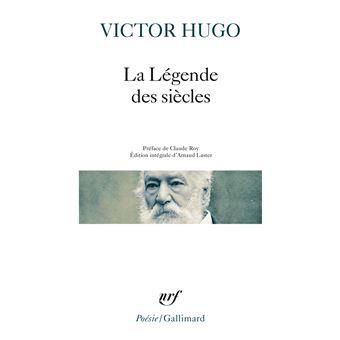 VICTOR HUGO
La Légende
des siècles
Préface de Claude Roy
Édition intégrale d'Arnaud Laster
nrf
Poésie/Gallimard